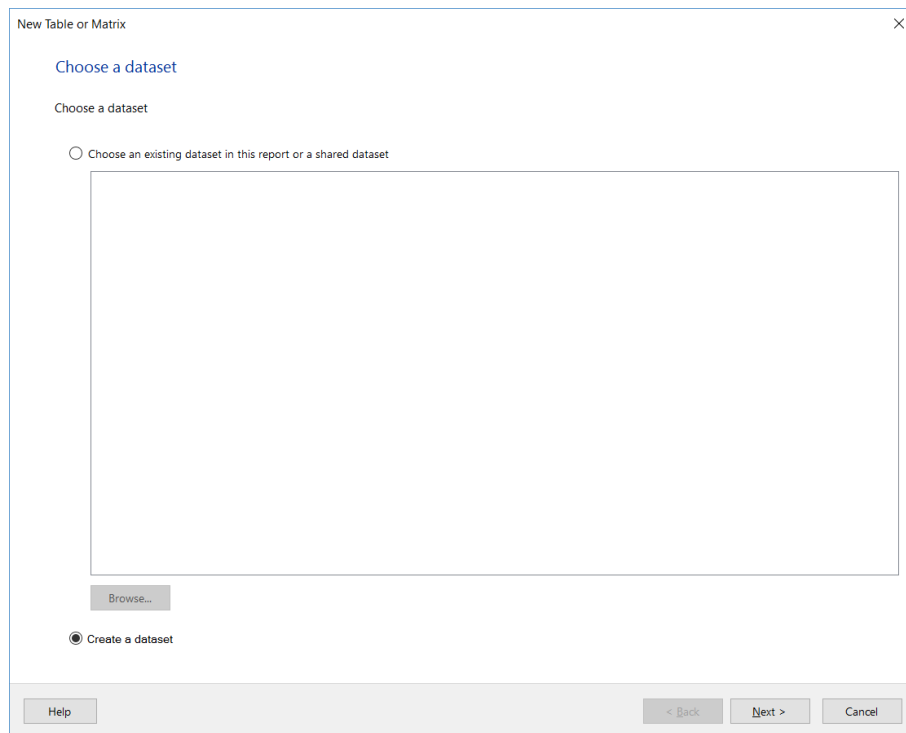 New Table or Matrix
Choose a dataset
Choose a dataset
Choose an existing dataset in this report or a shared dataset
Browse...
Create a dataset
Help
< Back
Next >
Cancel